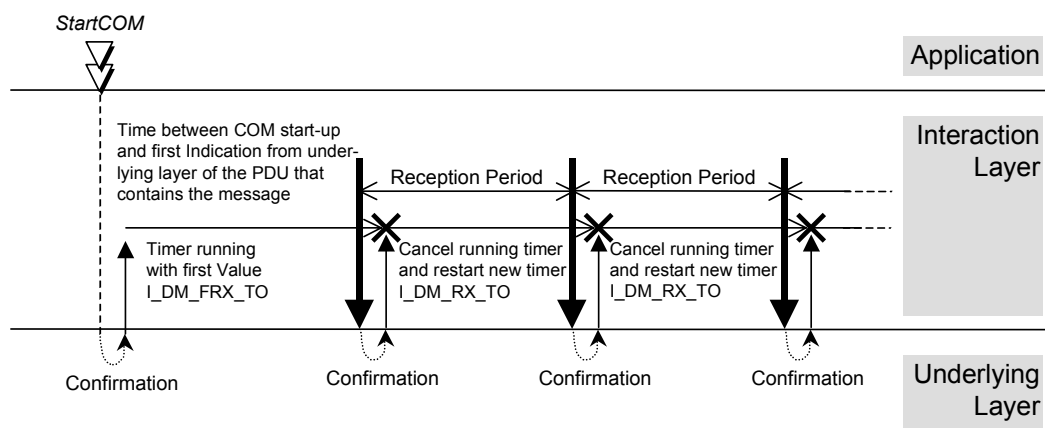 StartCOM
Application
Time between COM start-up
and first Indication from under-
lying layer of the PDU that
contains the message
Interaction
Layer
Reception Period
Reception Period
Timer running
with first Value
I_DM_FRX_TO
Cancel running timer
and restart new timer
I_DM_RX_TO
Cancel running timer
and restart new timer
I_DM_RX_TO
Confirmation
Confirmation
Confirmation
Confirmation
Underlying
Layer